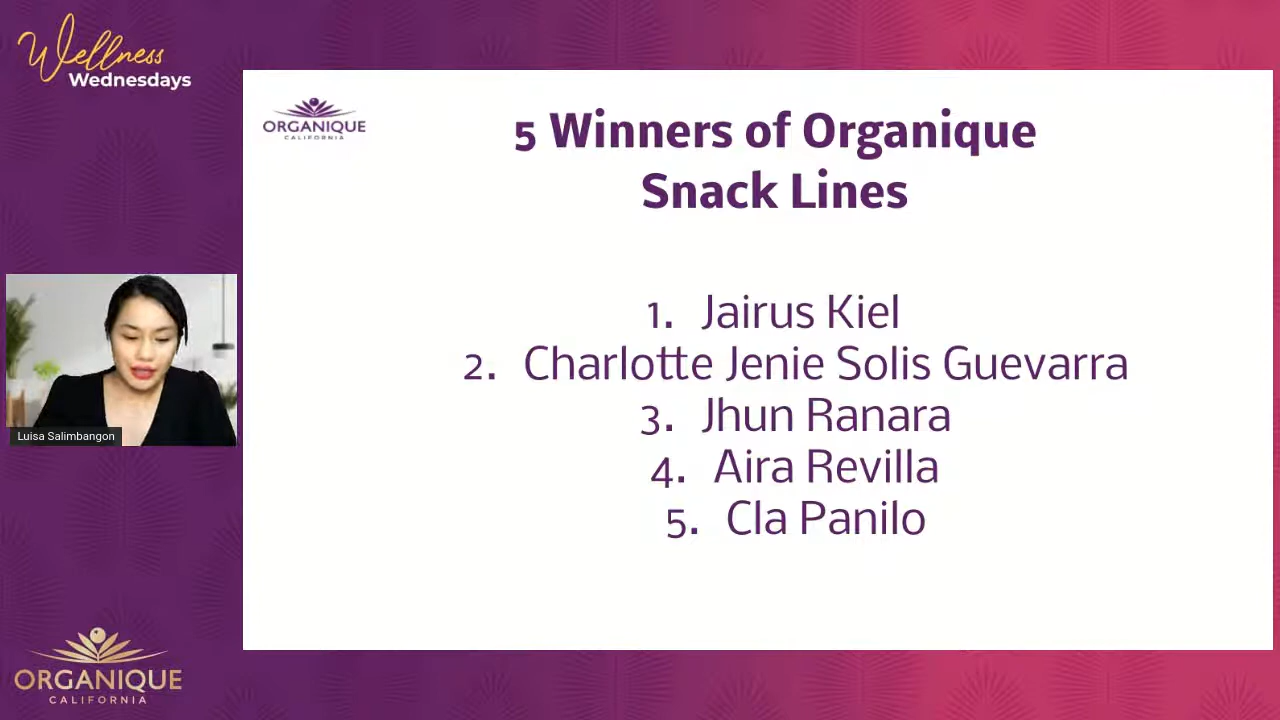 Wellness
Wednesdays
ORGANIQUE
CALIFORNIA
5 Winners of Organique
Snack Lines
1. Jairus Kiel
2. Charlotte Jenie Solis Guevarra
3. Jhun Ranara
4. Aira Revilla
5. Cla Panilo
Luisa Salimbangon
ORGANIQUE
CALIFORNIA